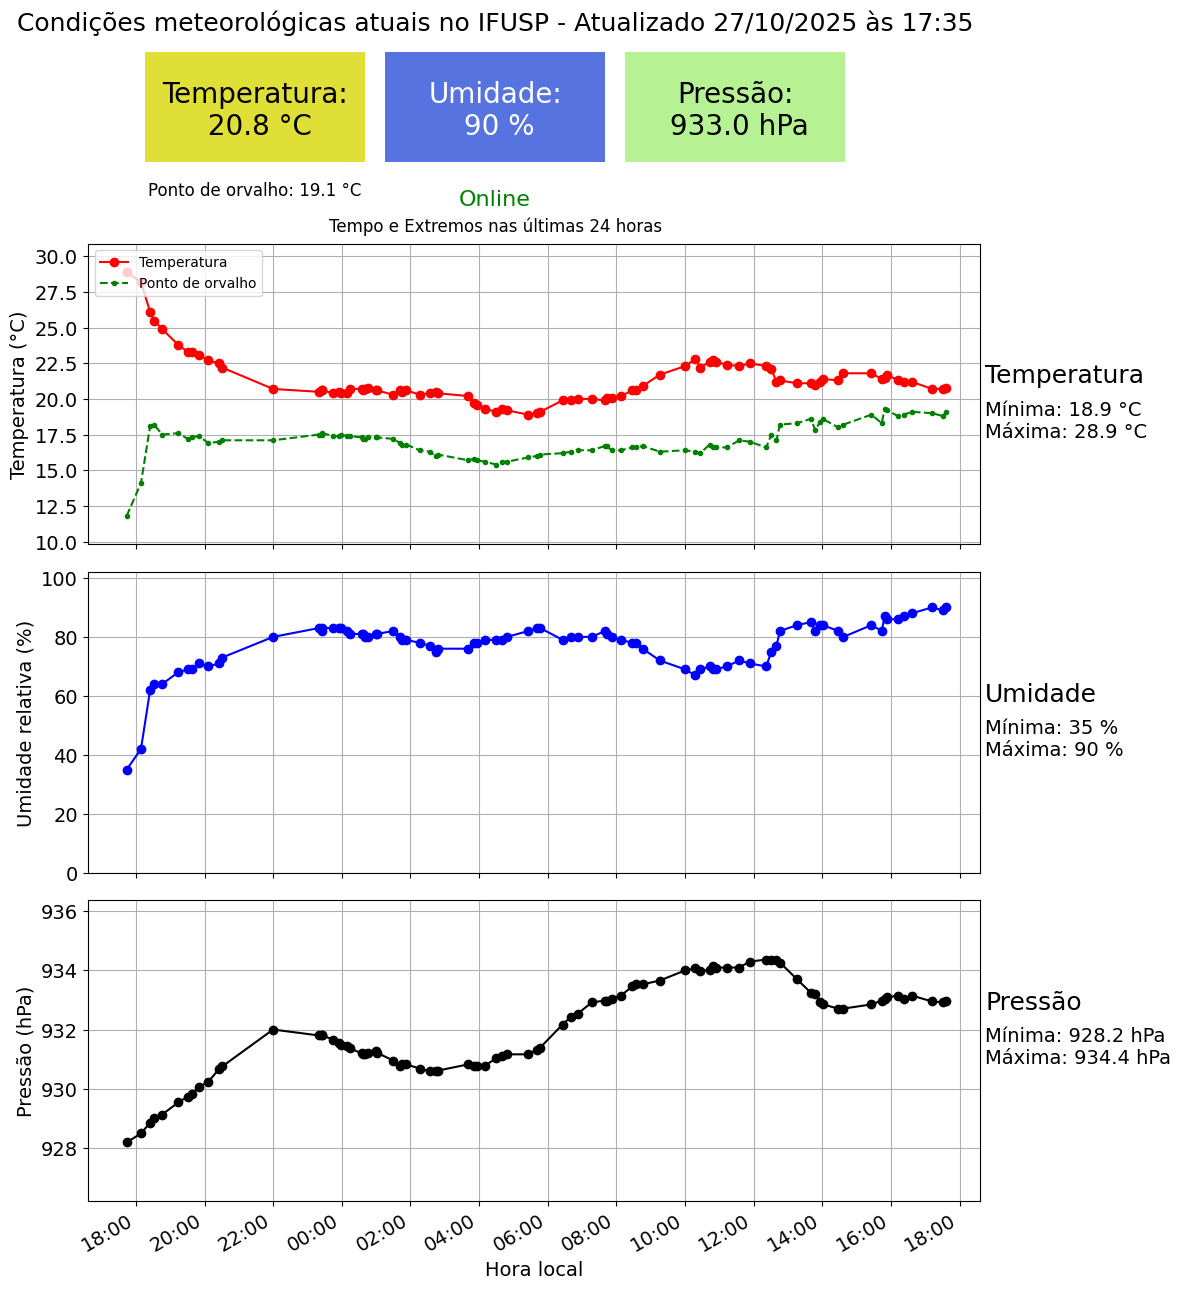 Condições meteorológicas atuais no IFUSP - Atualizado 27/10/2025 às 17:35
Temperatura:
20.8 °C
Umidade:
90 %
Pressão:
933.0 hPa
Ponto de orvalho: 19.1 °C
Online
Tempo e Extremos nas últimas 24 horas
Temperatura
Ponto de orvalho
Temperatura (°C)
30.0
27.5
25.0
22.5
20.0
17.5
15.0
12.5
10.0
Temperatura
Mínima: 18.9 °C
Máxima: 28.9 °C
Umidade relativa (%)
100
80
60
40
20
0
Umidade
Mínima: 35 %
Máxima: 90 %
Pressão (hPa)
936
934
932
930
928
Pressão
Mínima: 928.2 hPa
Máxima: 934.4 hPa
18:00 20:00 22:00 00:00 02:00 04:00 06:00 08:00 10:00 12:00 14:00 16:00 18:00
Hora local